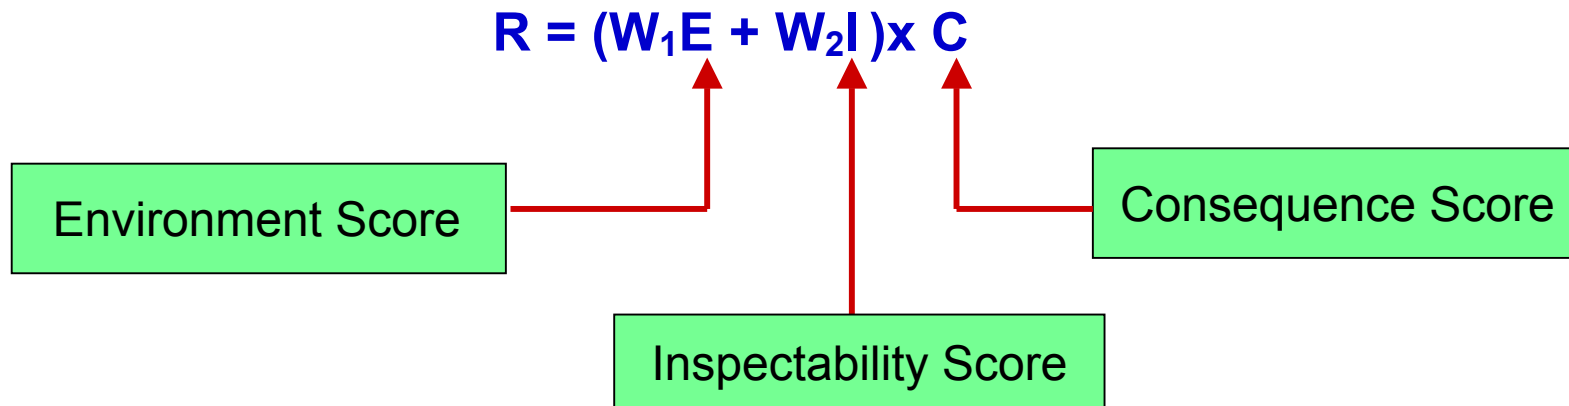 R = (W₁E + W₂I )x C
Environment Score
Consequence Score
Inspectability Score